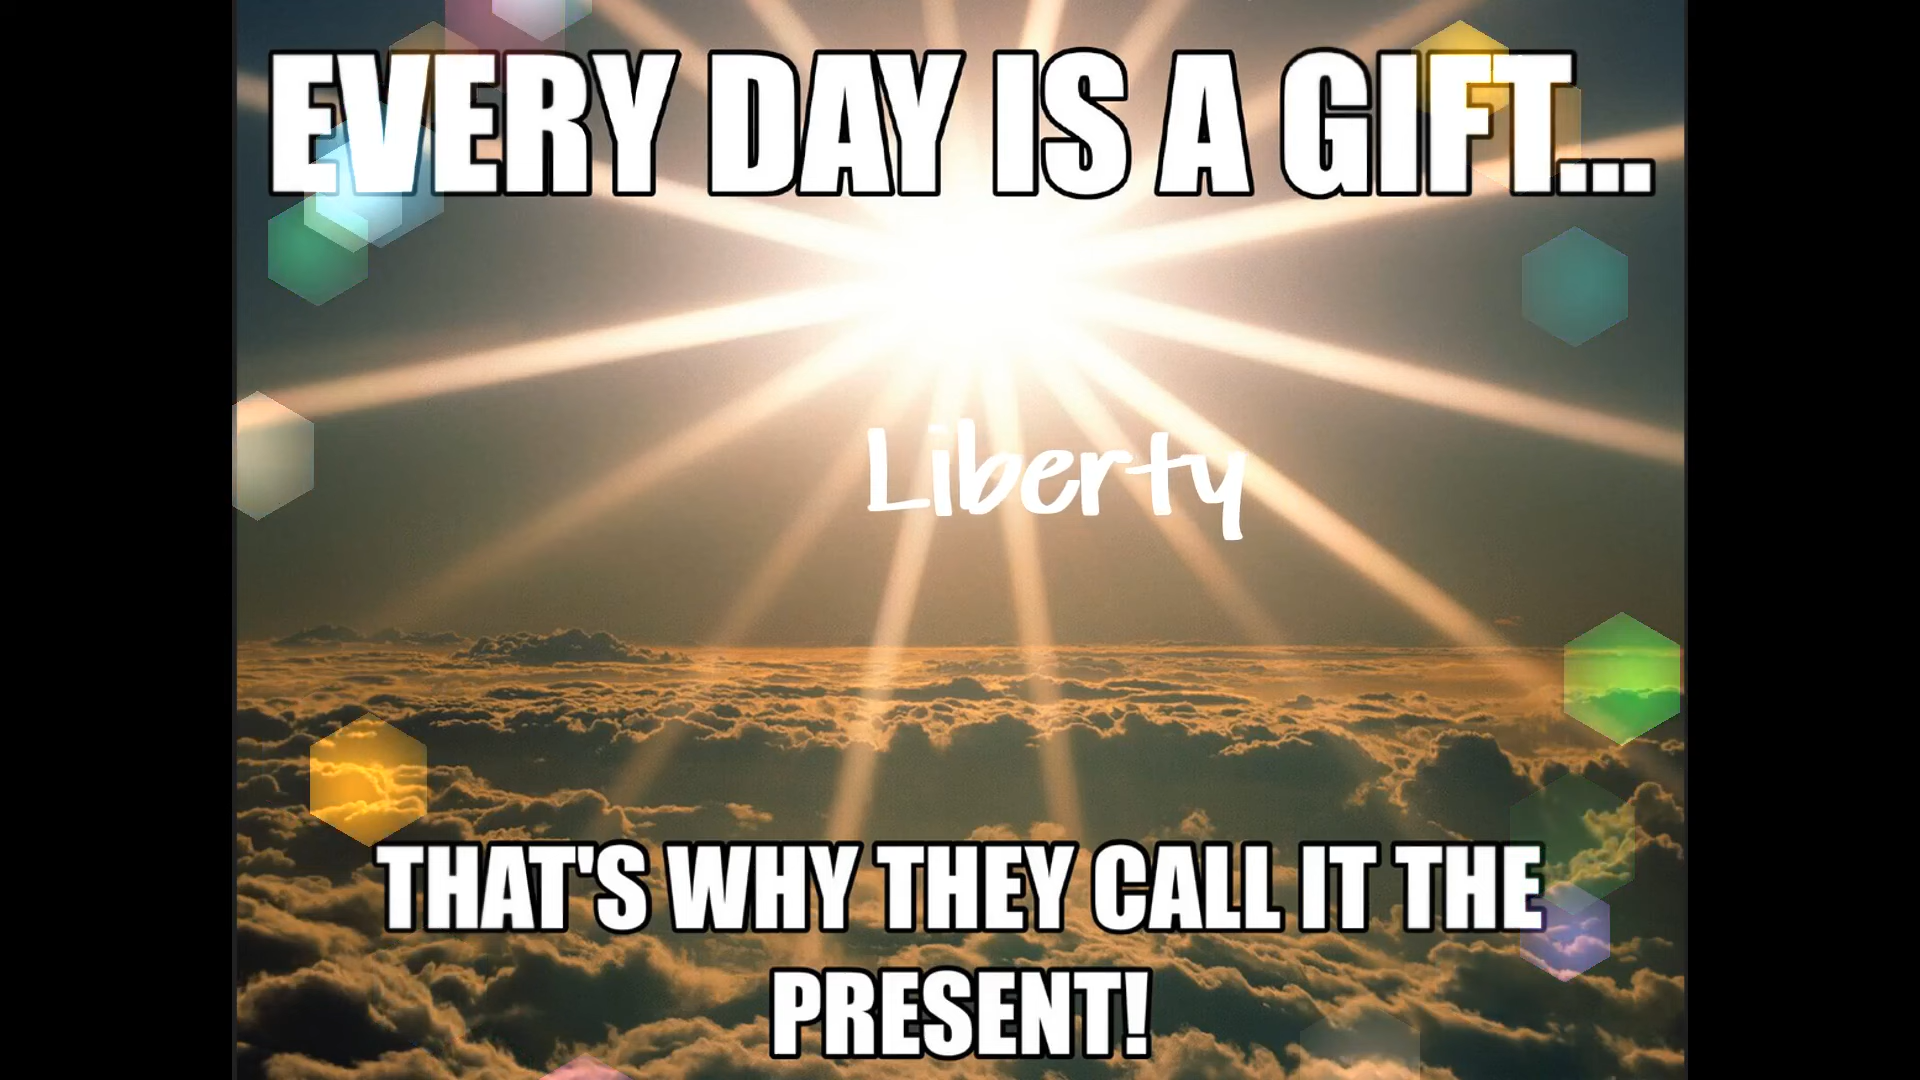 EVERY DAY IS A GIFT...
Liberty
THAT'S WHY THEY CALL IT THE
PRESENT!